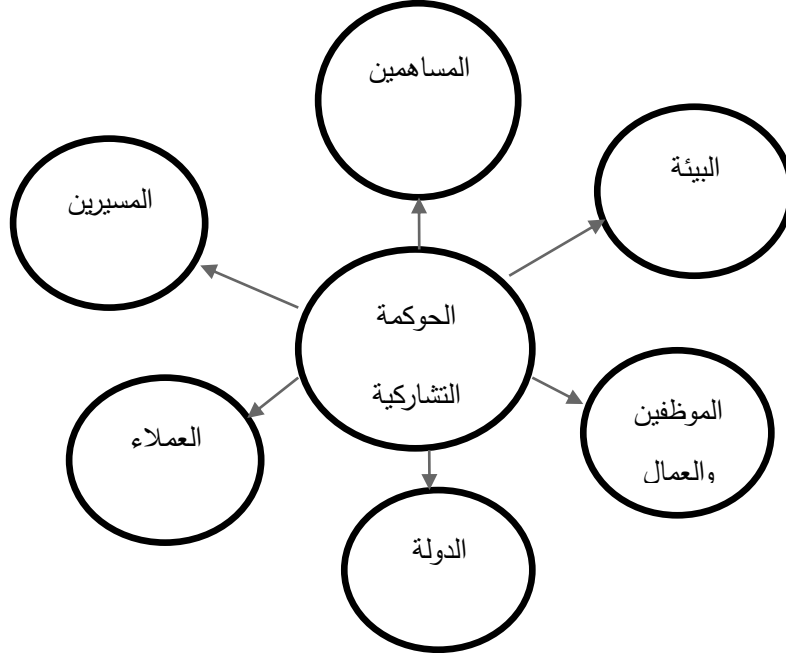 المساهمين
البيئة
المسيرين
الحوكمة
التشاركية
الموظفين
والعمال
العملاء
الدولة